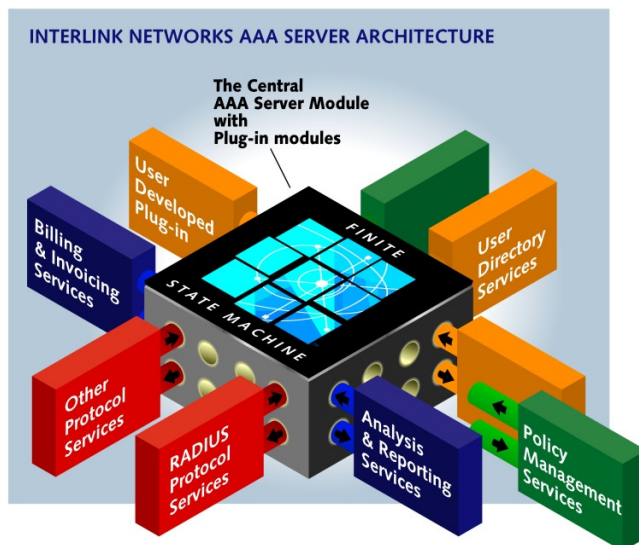 INTERLINK NETWORKS AAA SERVER ARCHITECTURE
The Central
AAA Server Module
with
Plug-in modules
User
Developed
Plug-in
Billing
& Invoicing
Services
FINITE
STATE MACHINE
User
Directory
Services
Other
Protocol
Services
RADIUS
Protocol
Services
Analysis
& Reporting
Services
Policy
Management
Services